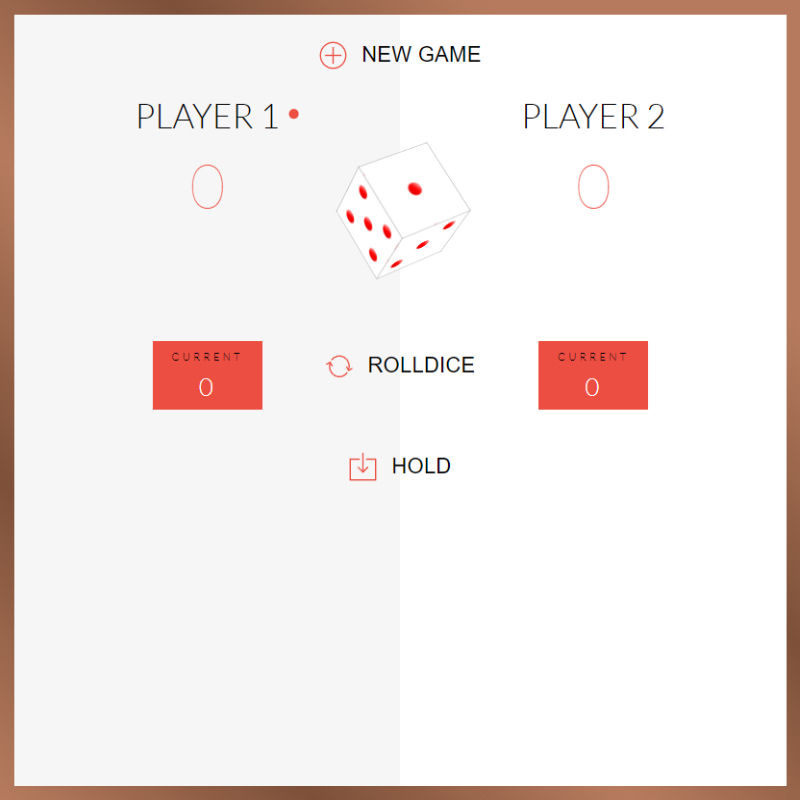 NEW GAME
PLAYER 1
PLAYER 2
0
0
CURRENT
0
ROLLDICE
CURRENT
0
HOLD